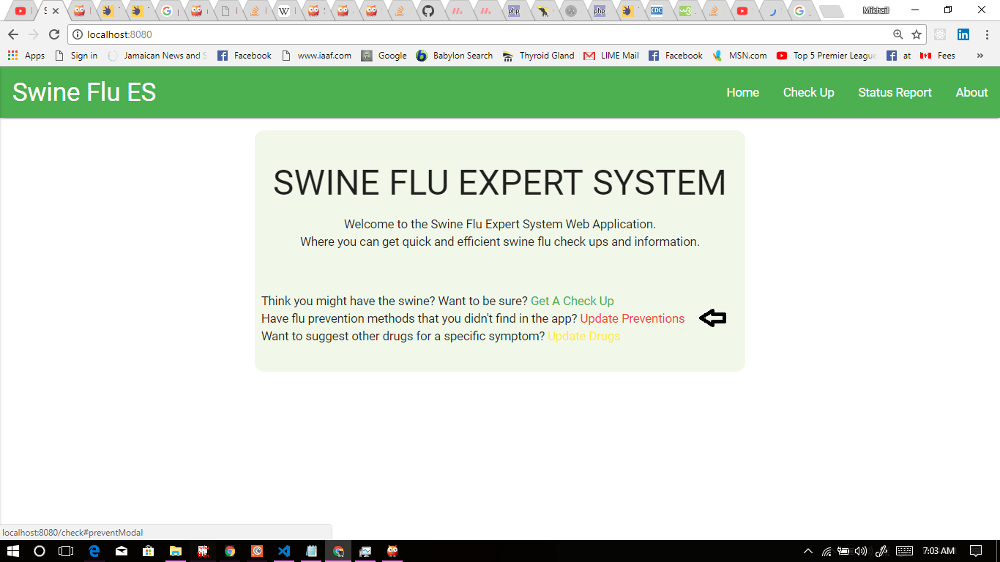 Mikhail
localhost:8080
Apps Sign in Jamaican News and S Facebook www.iaaf.com Google Babylon Search Thyroid Gland LIME Mail Facebook MSN.com Top 5 Premier League at Fees »
Swine Flu ES Home Check Up Status Report About
SWINE FLU EXPERT SYSTEM
Welcome to the Swine Flu Expert System Web Application.
Where you can get quick and efficient swine flu check ups and information.
Think you might have the swine? Want to be sure? Get A Check Up
Have flu prevention methods that you didn't find in the app? Update Preventions
Want to suggest other drugs for a specific symptom? Update Drugs
localhost:8080/check#preventModal
7:03 AM